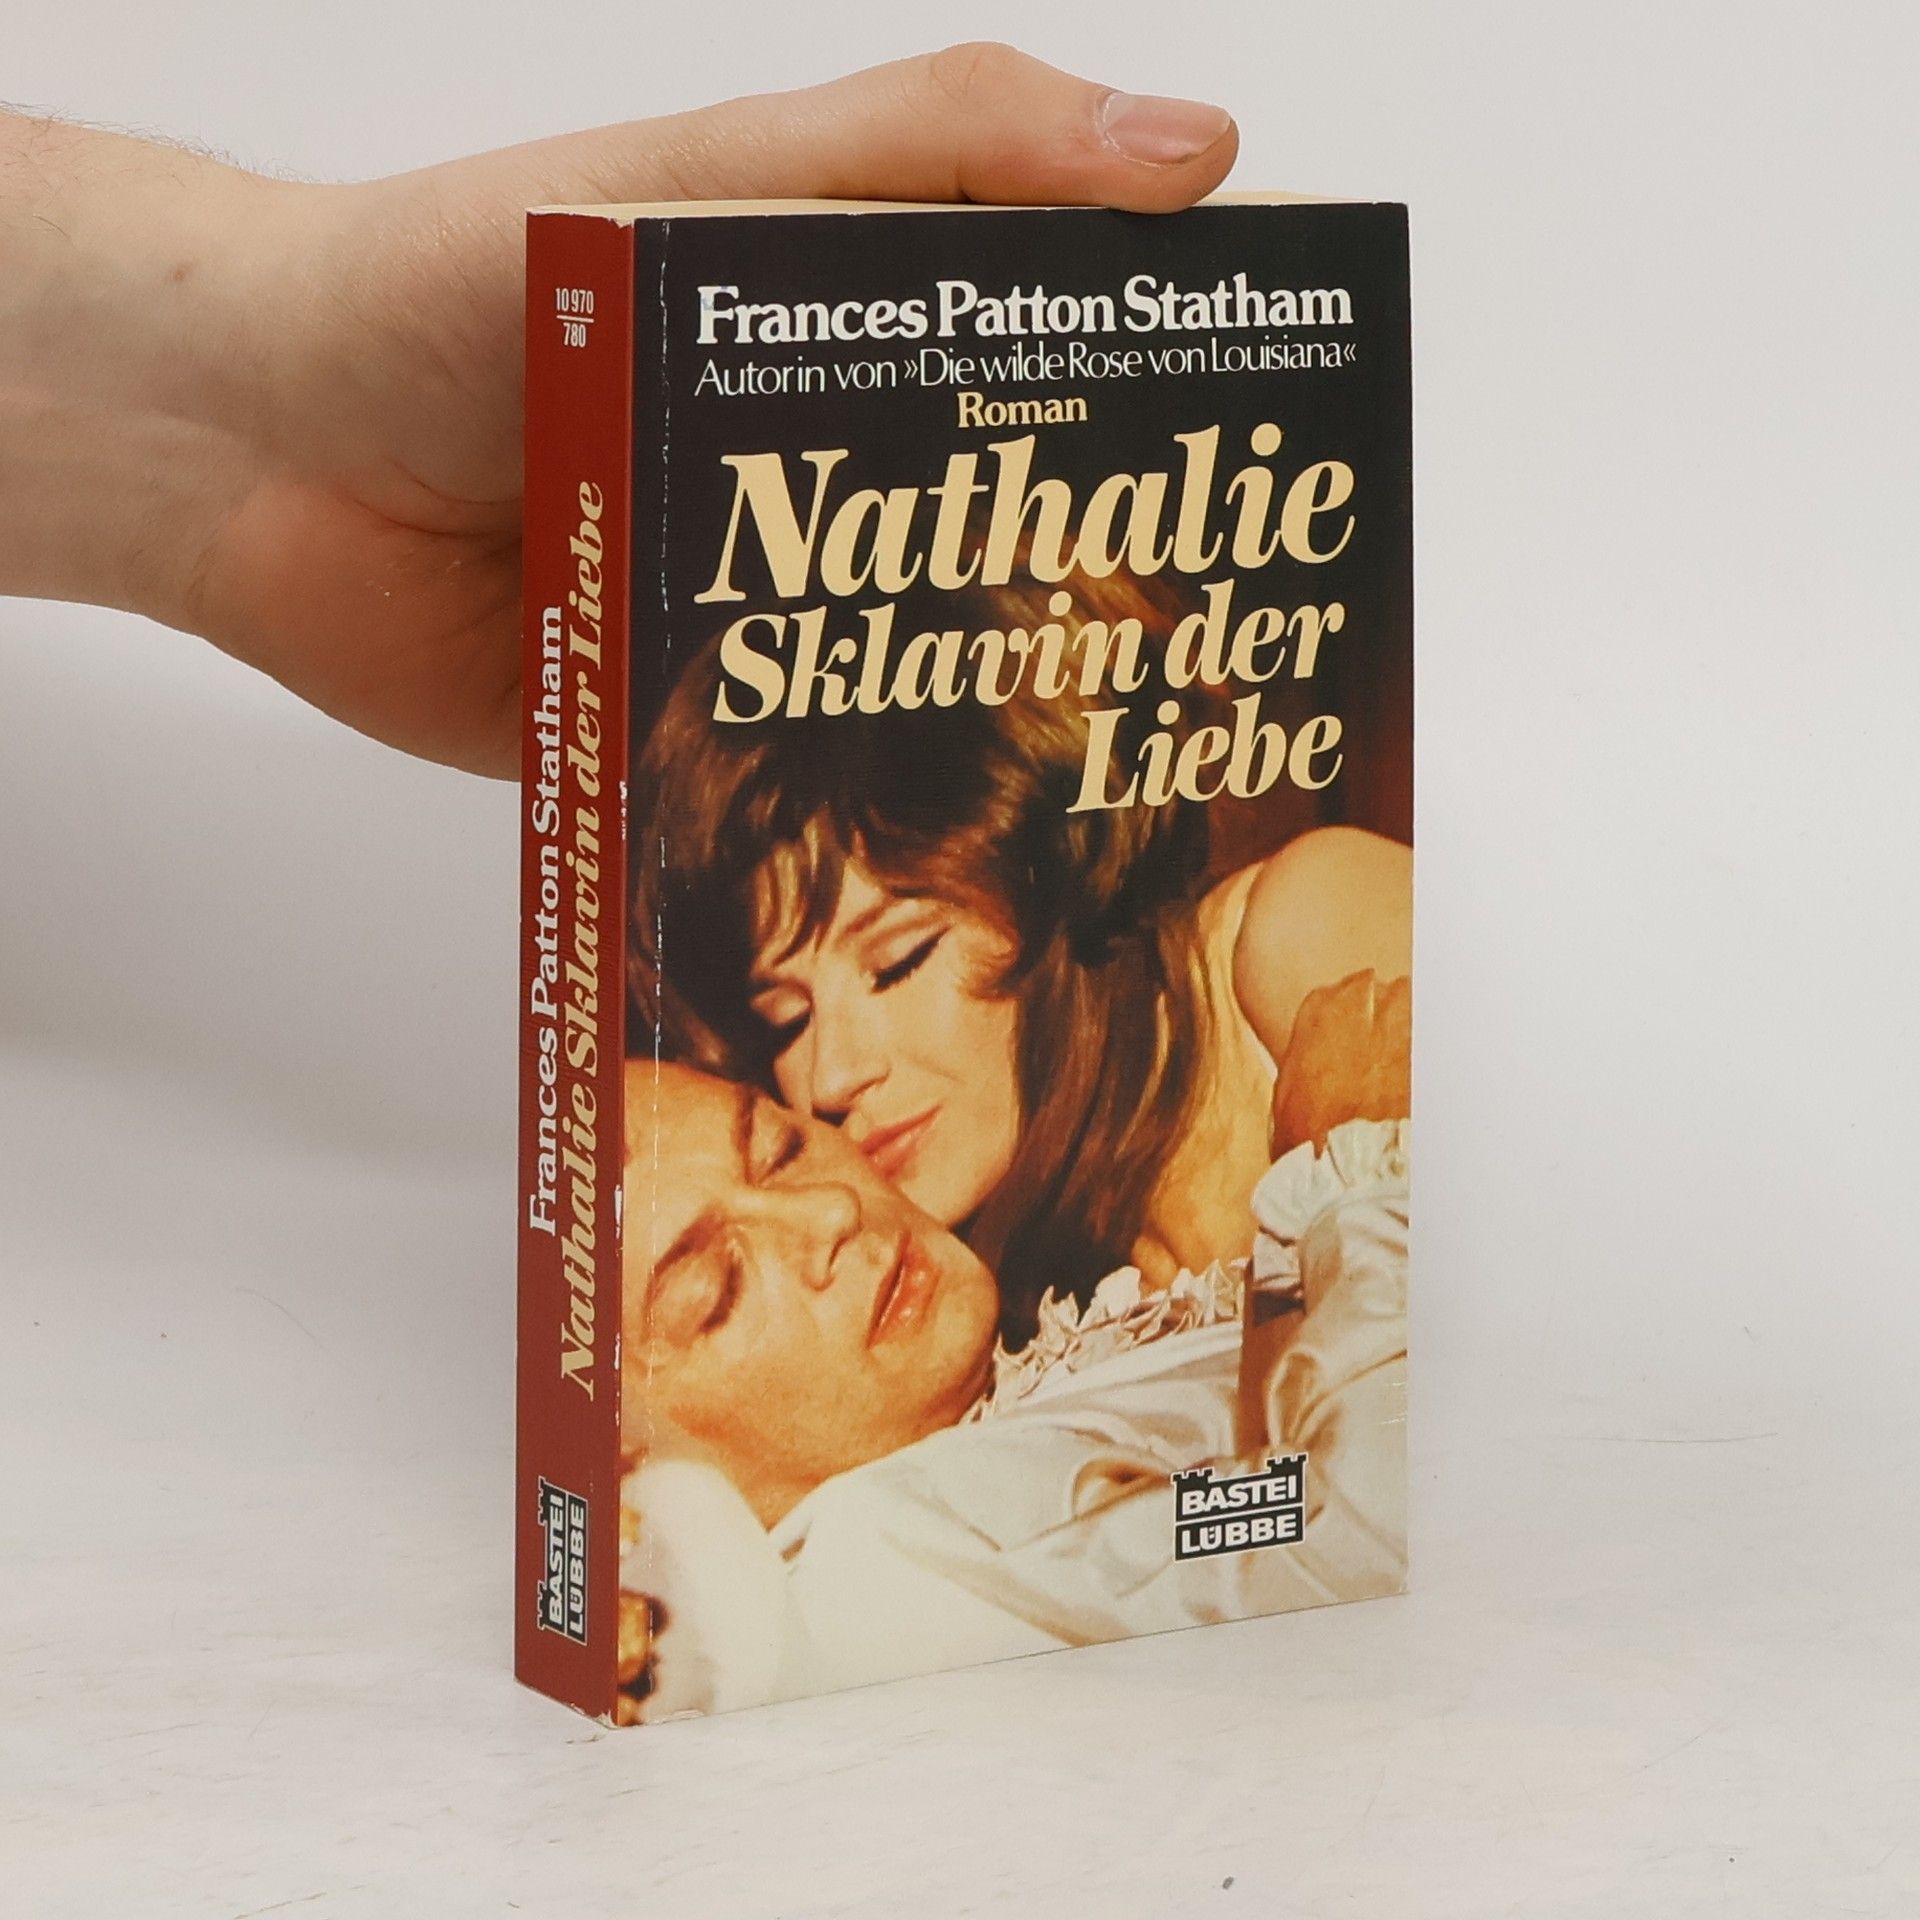 10 970
780
Frances Patton Statham
Nathalie Sklavin der Liebe
BASTEI
LÜBBE
Frances Patton Statham
Autorin von »Die wilde Rose von Louisiana«
Roman
Nathalie
Sklavin der
Liebe
BASTEI
LÜBBE